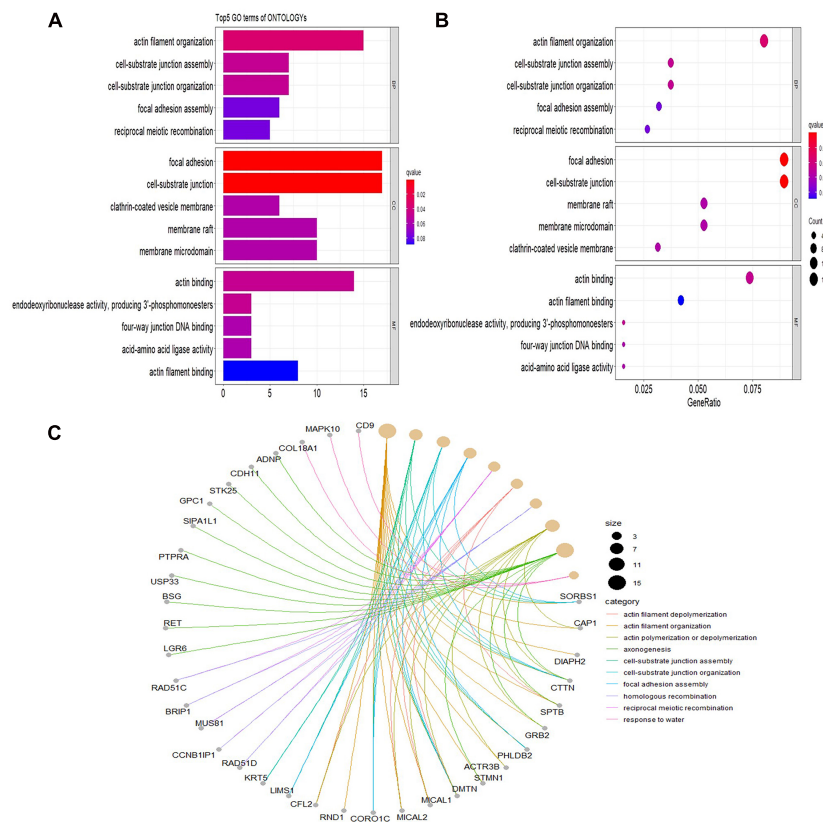 A
Top5 GO terms of ONTOLOGYs
actin filament organization
cell-substrate junction assembly
cell-substrate junction organization
focal adhesion assembly
reciprocal meiotic recombination
BP
focal adhesion
cell-substrate junction
clathrin-coated vesicle membrane
membrane raft
membrane microdomain
CC
actin binding
endodeoxyribonuclease activity, producing 3'-phosphomonoesters
four-way junction DNA binding
acid-amino acid ligase activity
actin filament binding
MF
0 5 10 15
qvalue
0.02
0.04
0.06
0.08
B
actin filament organization
cell-substrate junction assembly
cell-substrate junction organization
focal adhesion assembly
reciprocal meiotic recombination
BP
focal adhesion
cell-substrate junction
membrane raft
membrane microdomain
clathrin-coated vesicle membrane
CC
actin binding
actin filament binding
endodeoxyribonuclease activity, producing 3'-phosphomonoesters
four-way junction DNA binding
acid-amino acid ligase activity
MF
0.025 0.050 0.075
GeneRatio
qvalue
Count
C
CD9
MAPK10
COL18A1
ADNP
CDH11
STK25
GPC1
SIPA1L1
PTPRA
USP33
BSG
RET
LGR6
RAD51C
BRIP1
MUS81
CCNB1IP1
RAD51D
KRT5
LIMS1
CFL2
RND1
CORO1C
MICAL2
MICAL1
DMTN
STMN1
ACTR3B
PHLDB2
GRB2
SPTB
CTTN
DIAPH2
CAP1
SORBS1
size
3
7
11
15
category
actin filament depolymerization
actin filament organization
actin polymerization or depolymerization
axonogenesis
cell-substrate junction assembly
cell-substrate junction organization
focal adhesion assembly
homologous recombination
reciprocal meiotic recombination
response to water